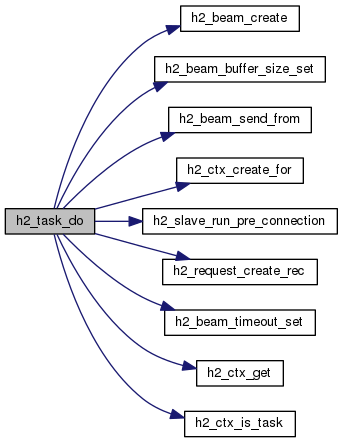 h2_beam_create
h2_beam_buffer_size_set
h2_beam_send_from
h2_ctx_create_for
h2_task_do
h2_slave_run_pre_connection
h2_request_create_rec
h2_beam_timeout_set
h2_ctx_get
h2_ctx_is_task